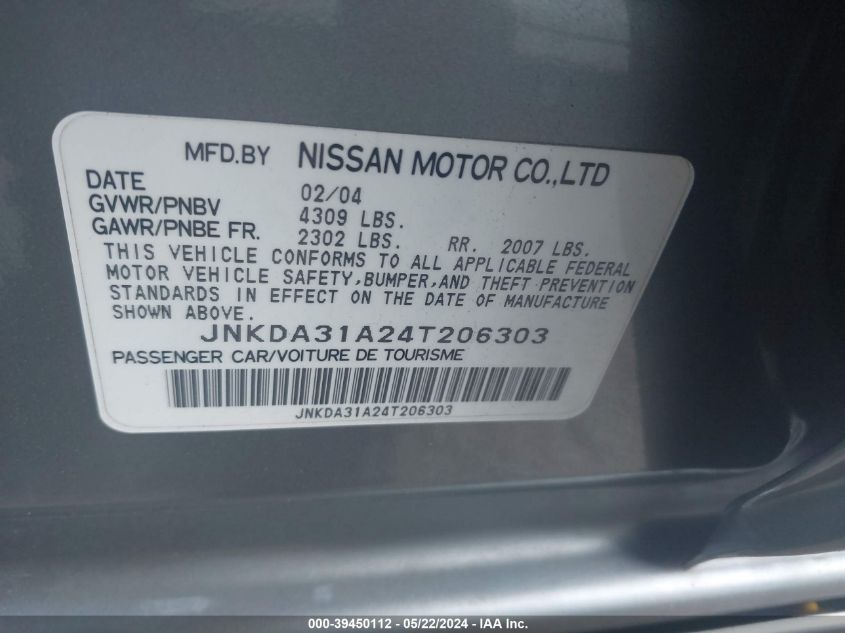 MFD.BY NISSAN MOTOR CO.,LTD
DATE 02/04
GVWR/PNBV 4309 LBS.
GAWR/PNBE FR. 2302 LBS. RR. 2007 LBS.
THIS VEHICLE CONFORMS TO ALL APPLICABLE FEDERAL
MOTOR VEHICLE SAFETY,BUMPER,AND THEFT PREVENTION
STANDARDS IN EFFECT ON THE DATE OF MANUFACTURE
SHOWN ABOVE.
JNKDA31A24T206303
PASSENGER CAR/VOITURE DE TOURISME
JNKDA31A24T206303
000-39450112 - 05/22/2024 - IAA Inc.